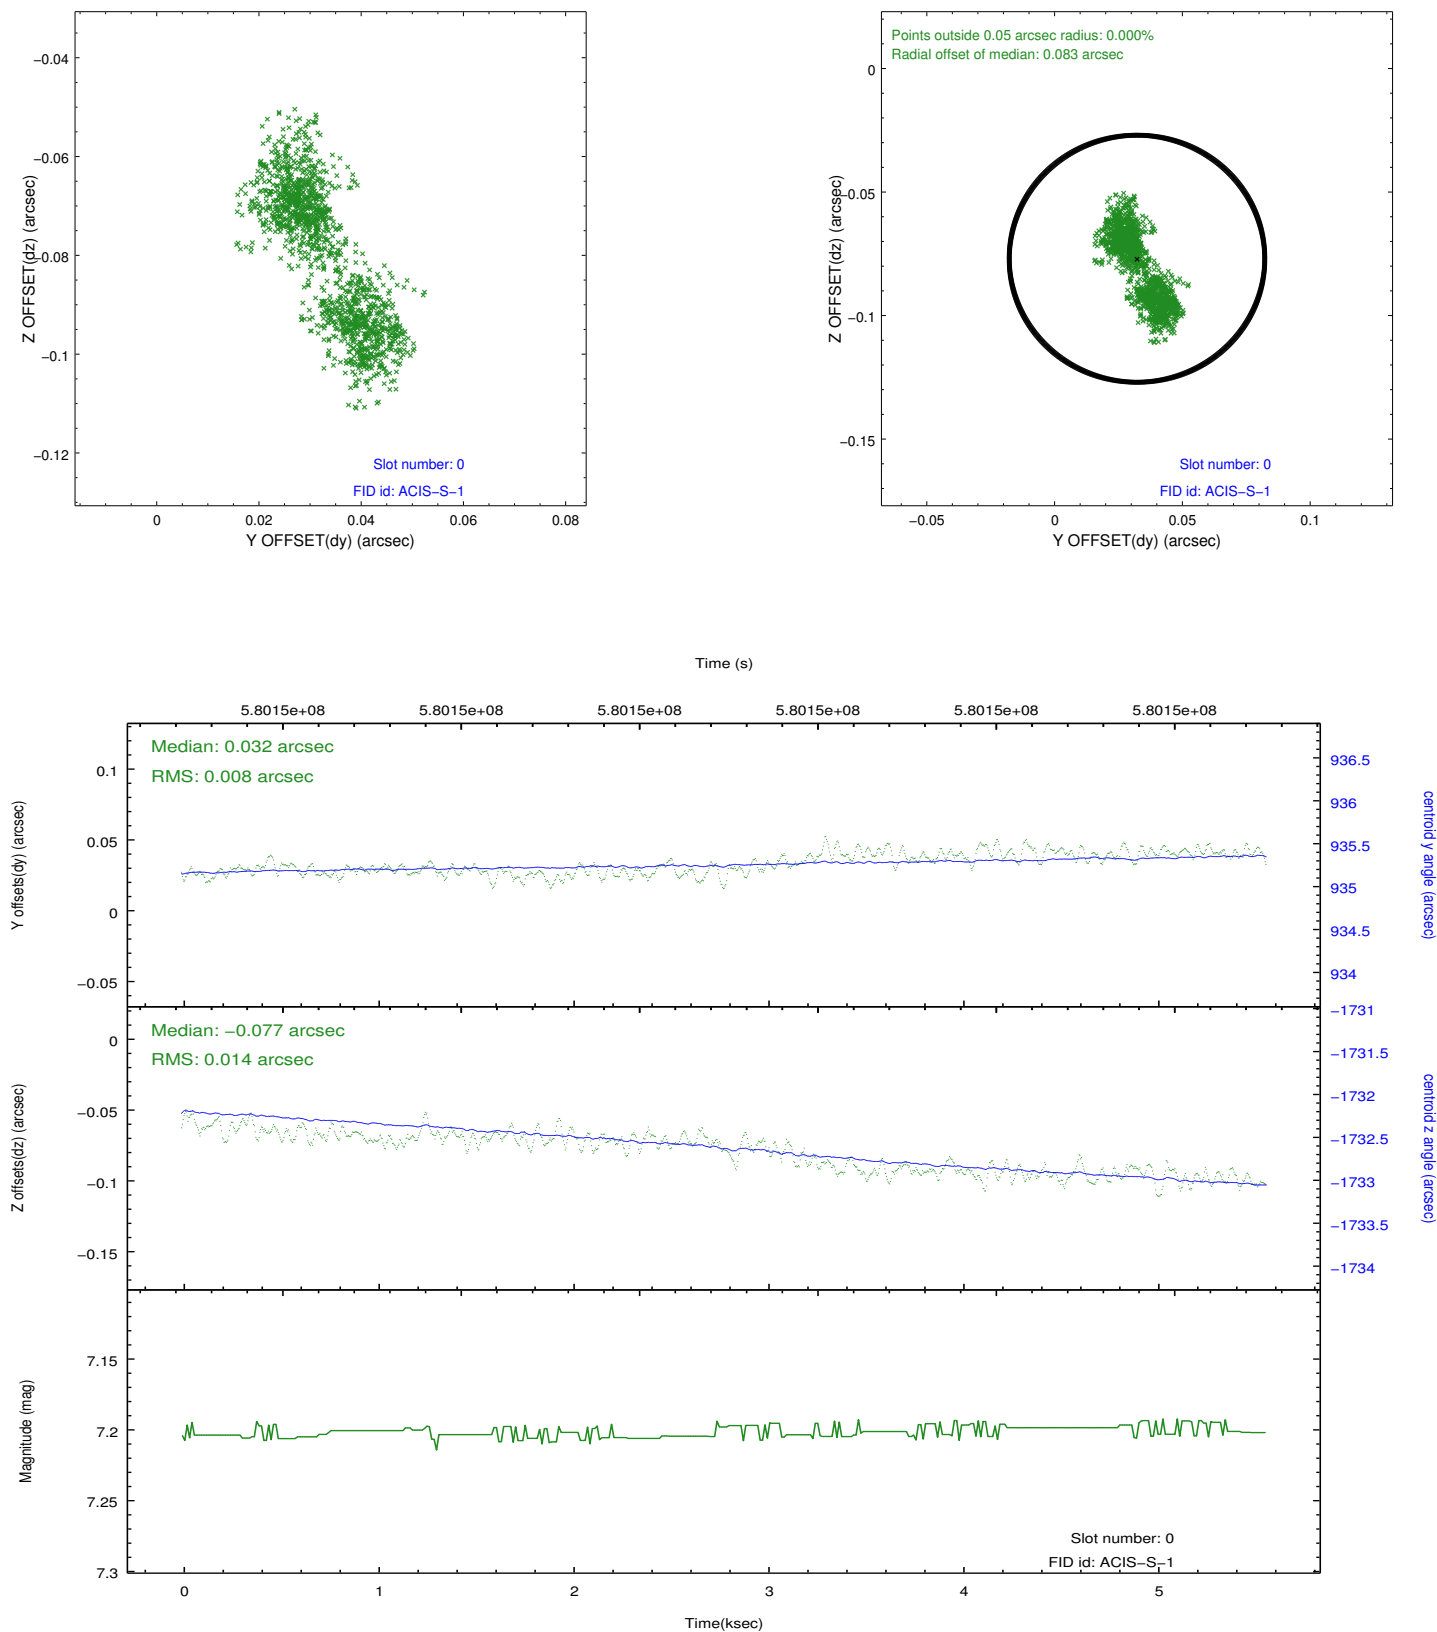 −0.04
−0.06
−0.08
−0.1
−0.12
Z OFFSET(dz) (arcsec)
Slot number: 0
FID id: ACIS−S−1
0
0.02
0.04
0.06
0.08
Y OFFSET(dy) (arcsec)
Points outside 0.05 arcsec radius: 0.000%
Radial offset of median: 0.083 arcsec
0
−0.05
−0.1
−0.15
Z OFFSET(dz) (arcsec)
Slot number: 0
FID id: ACIS−S−1
−0.05
0
0.05
0.1
Y OFFSET(dy) (arcsec)
Time (s)
5.8015e+08
5.8015e+08
5.8015e+08
5.8015e+08
5.8015e+08
5.8015e+08
Median: 0.032 arcsec
RMS: 0.008 arcsec
0.1
0.05
0
−0.05
Y offsets(dy) (arcsec)
936.5
936
935.5
935
934.5
934
centroid y angle (arcsec)
Median: −0.077 arcsec
RMS: 0.014 arcsec
0
−0.05
−0.1
−0.15
Z offsets(dz) (arcsec)
−1731
−1731.5
−1732
−1732.5
−1733
−1733.5
−1734
centroid z angle (arcsec)
7.15
7.2
7.25
7.3
Magnitude (mag)
Slot number: 0
FID id: ACIS−S−1
0
1
2
3
4
5
Time(ksec)